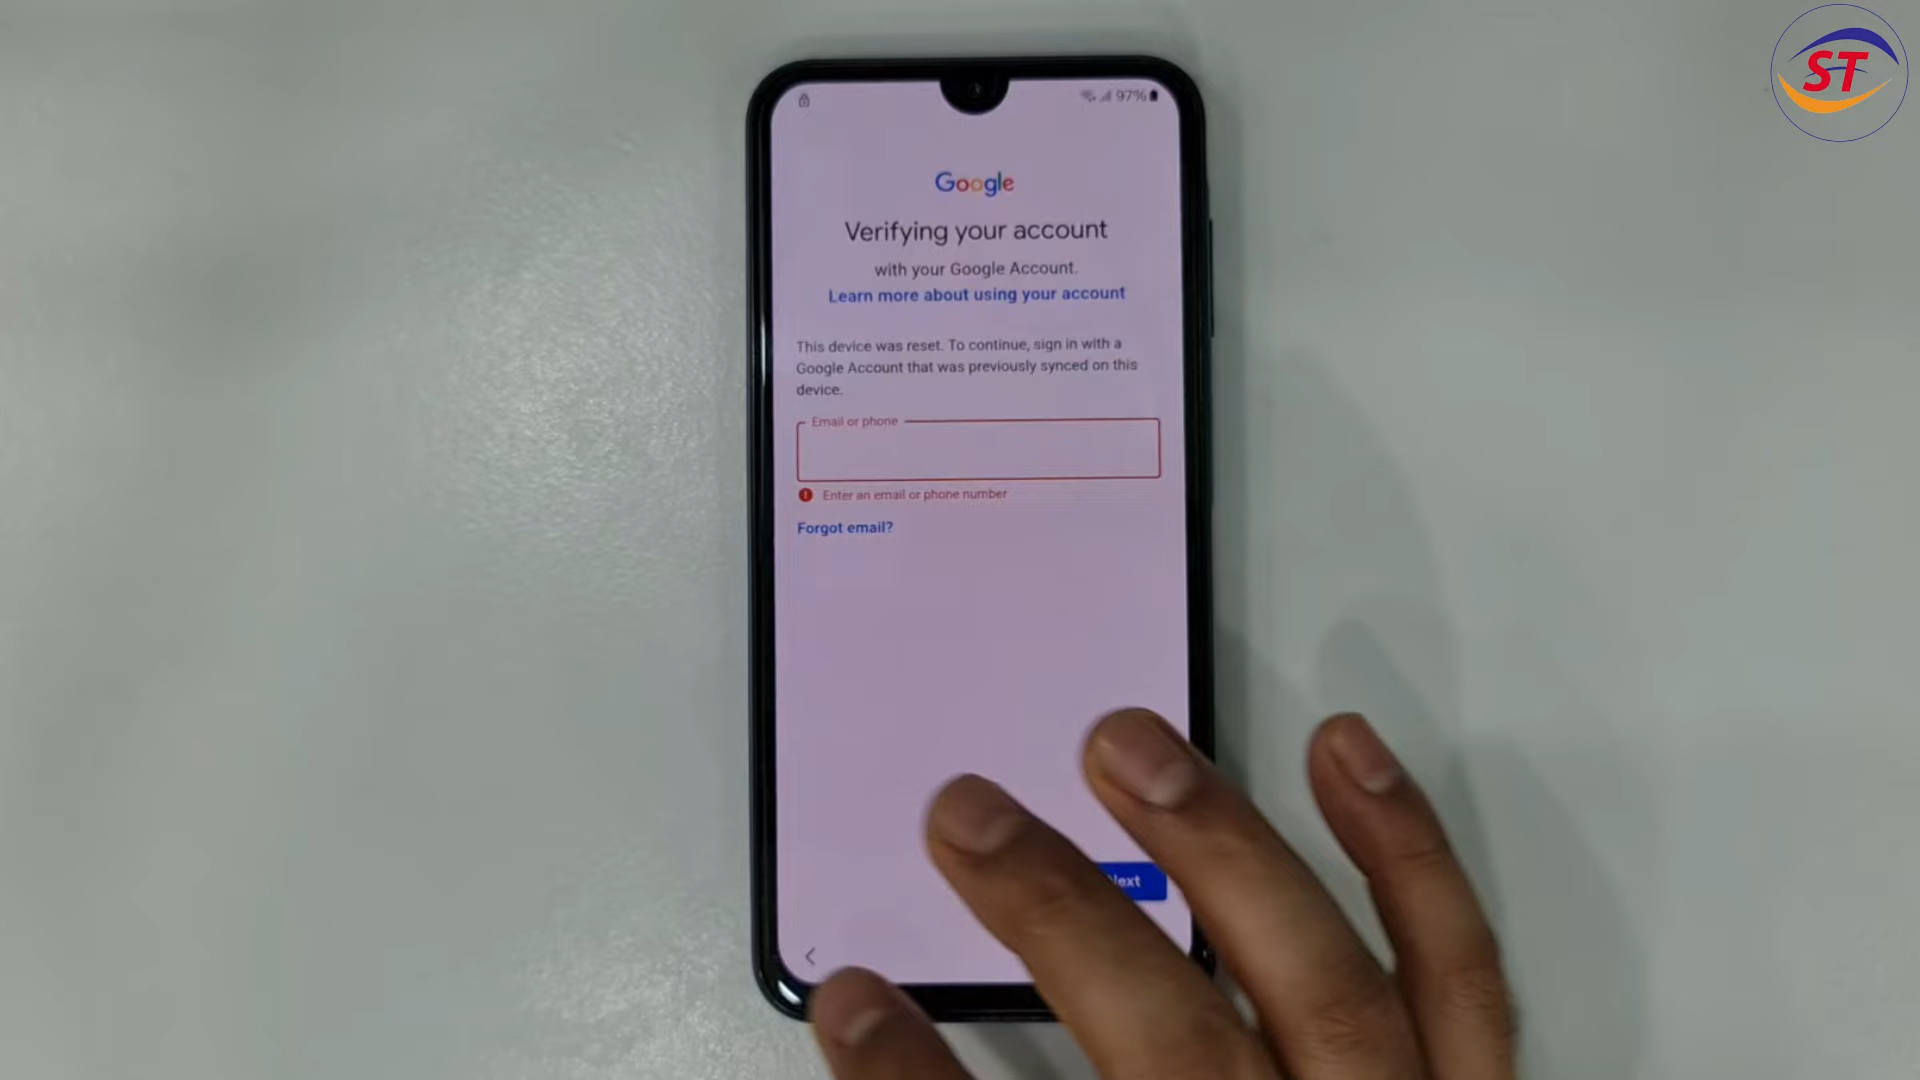 ST
97%
Google
Verifying your account
with your Google Account.
Learn more about using your account
This device was reset. To continue, sign in with a
Google Account that was previously synced on this
device.
Email or phone
Enter an email or phone number
Forgot email?
Next